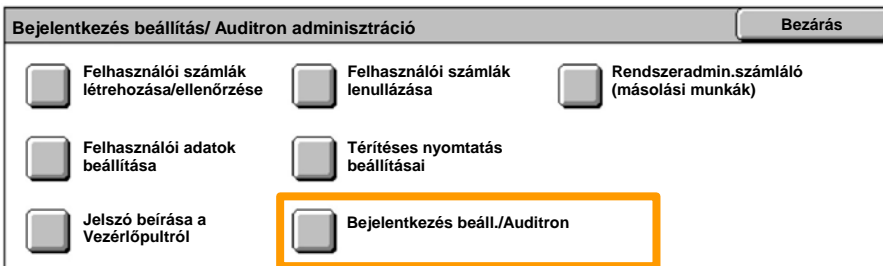 Bejelentkezés beállítás/ Auditron adminisztráció
Bezárás
Felhasználói számlák
létrehozása/ellenőrzése
Felhasználói számlák
lenullázása
Rendszeradmin.számláló
(másolási munkák)
Felhasználói adatok
beállítása
Térítéses nyomtatás
beállításai
Jelszó beírása a
Vezérlőpultról
Bejelentkezés beáll./Auditron